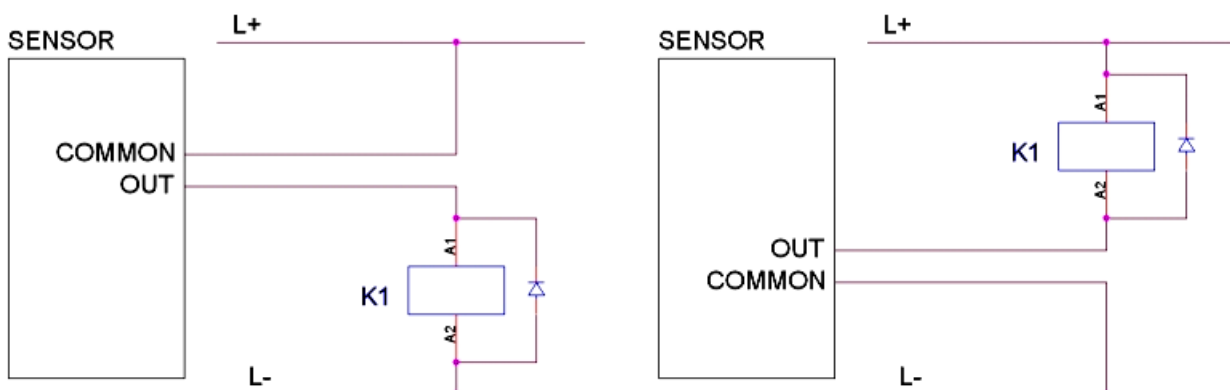 L+
SENSOR
COMMON
OUT
A1
K1
A2
L-
L+
SENSOR
A1
K1
A2
OUT
COMMON
L-